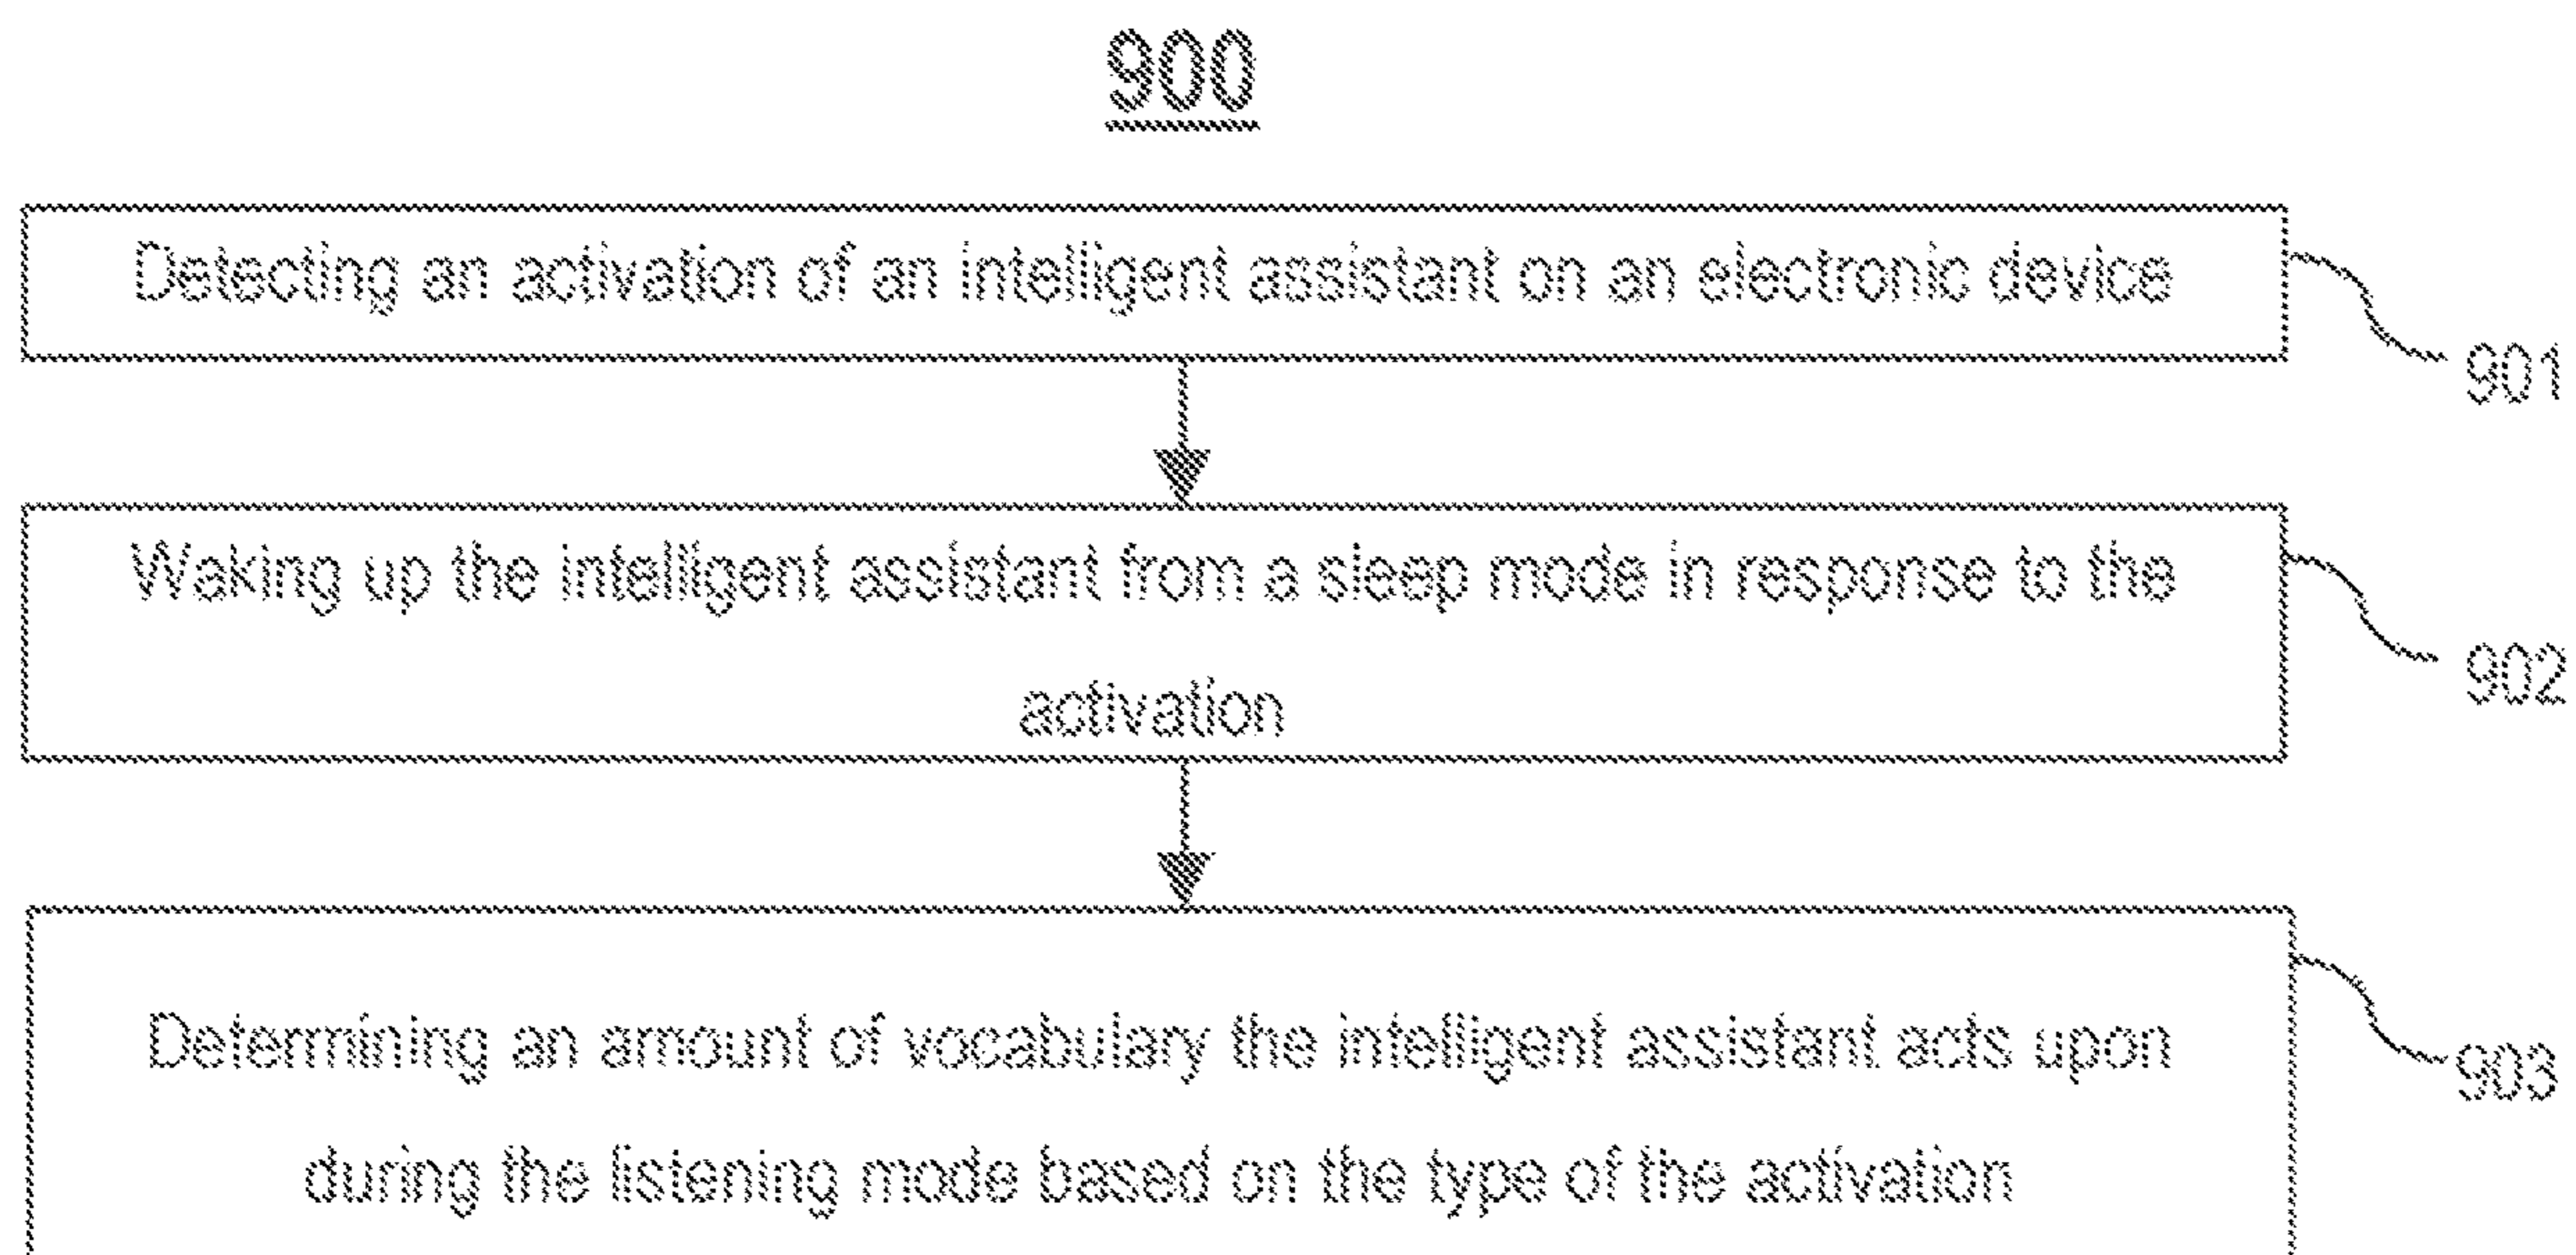 900
Detecting an activation of an intelligent assistant on an electronic device
901
Waking up the intelligent assistant from a sleep mode in response to the
activation
902
Determining an amount of vocabulary the intelligent assistant acts upon
during the listening mode based on the type of the activation
903